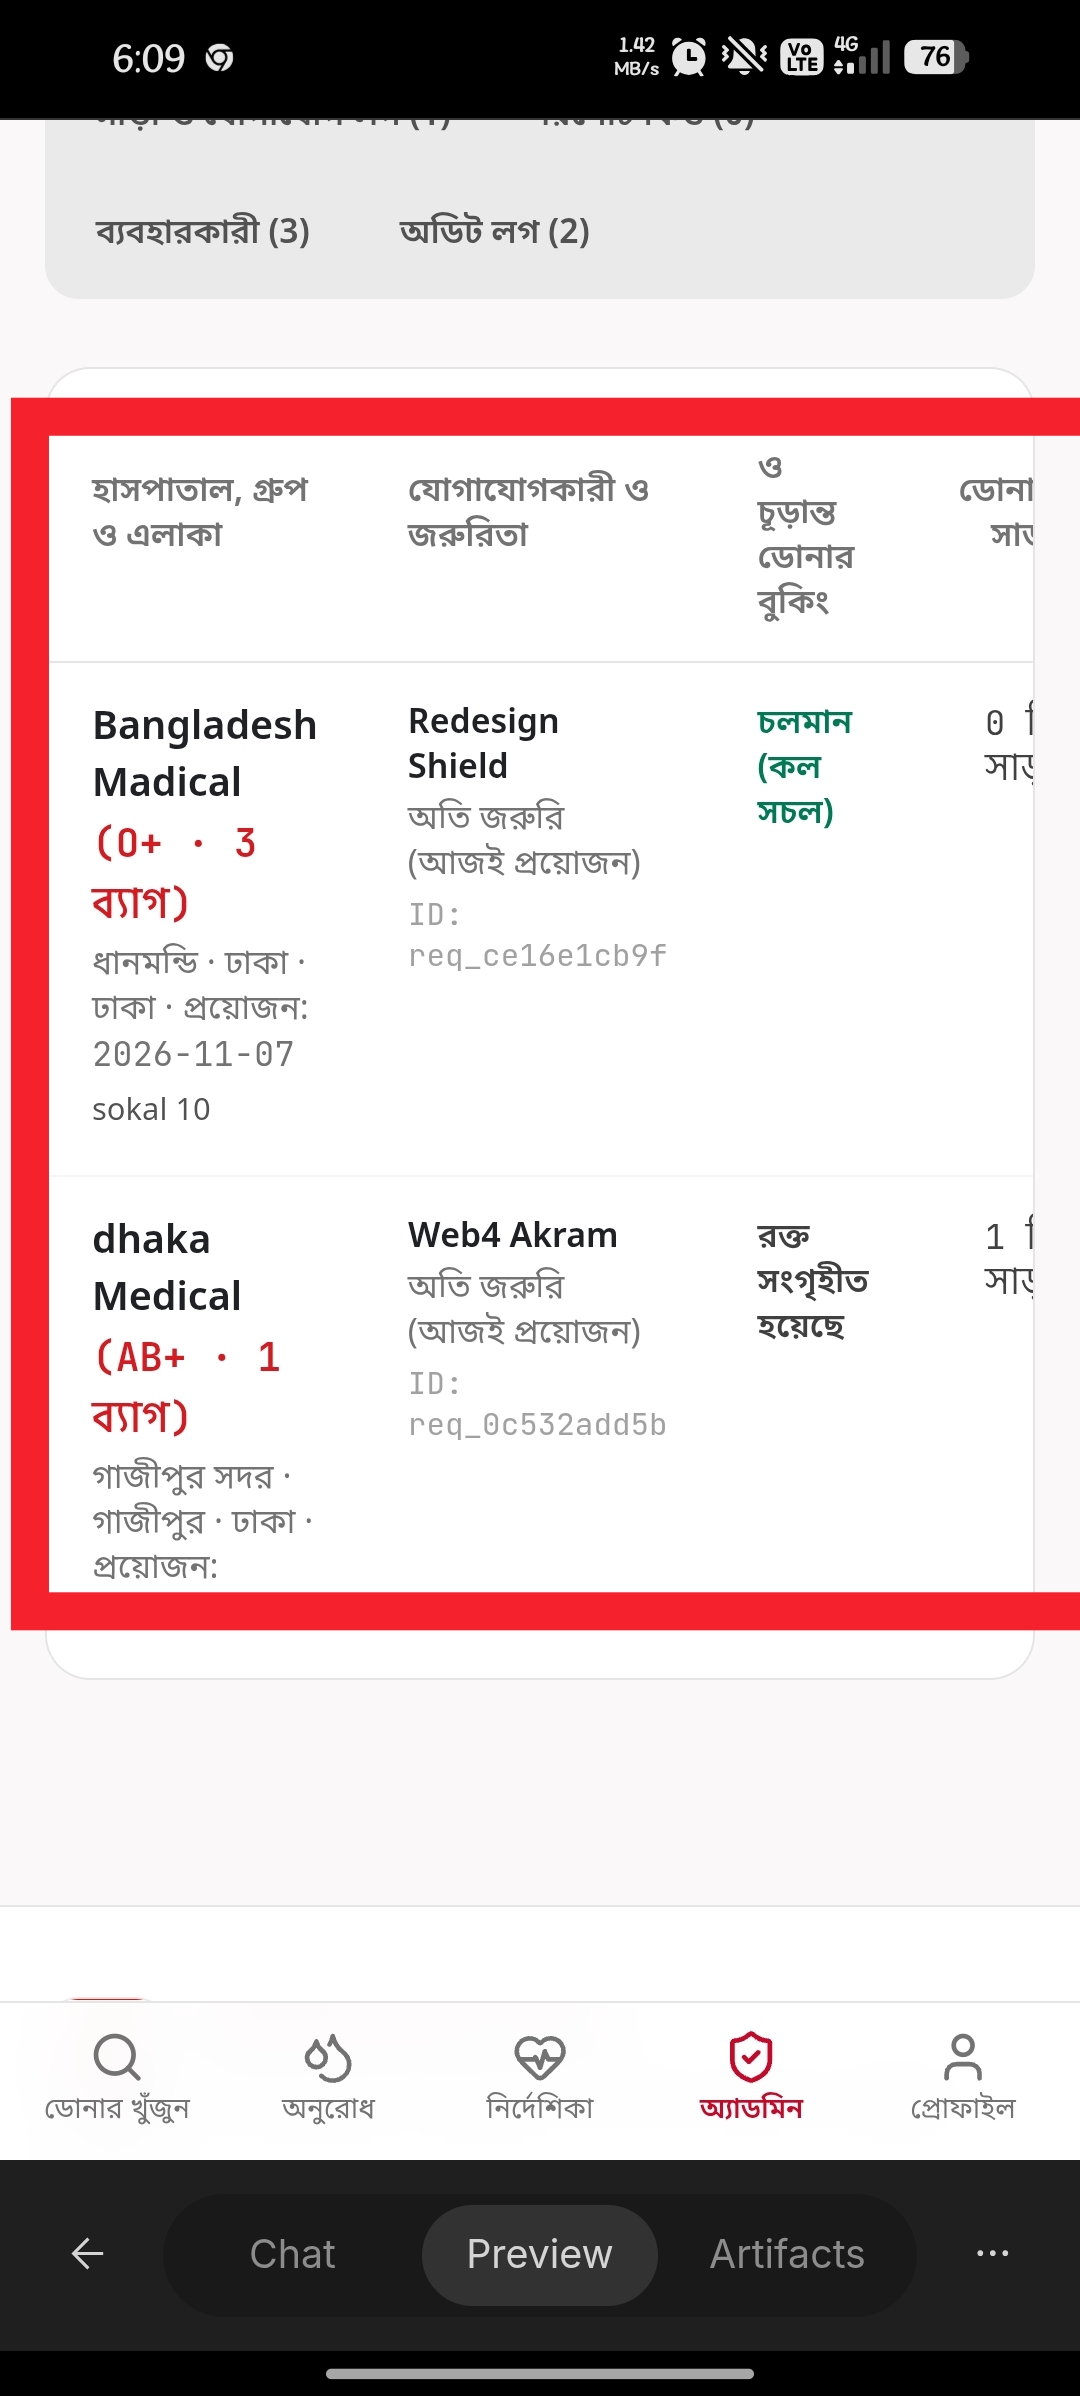 6:09
1.42
MB/s
Vo
LTE
4G
76
ব্যবহারকারী (3)
অডিট লগ (2)
হাসপাতাল, গ্রুপ
ও এলাকা
যোগাযোগকারী ও
জরুরিতা
ও
চূড়ান্ত
ডোনার
বুকিং
Bangladesh
Madical
(O+ · 3
ব্যাগ)
ধানমন্ডি · ঢাকা ·
ঢাকা · প্রয়োজন:
2026-11-07
sokal 10
Redesign
Shield
অতি জরুরি
(আজই প্রয়োজন)
ID:
req_ce16e1cb9f
চলমান
(কল
সচল)
0
dhaka
Medical
(AB+ · 1
ব্যাগ)
গাজীপুর সদর ·
গাজীপুর · ঢাকা ·
প্রয়োজন:
Web4 Akram
অতি জরুরি
(আজই প্রয়োজন)
ID:
req_0c532add5b
রক্ত
সংগৃহীত
হয়েছে
1
ডোনার খুঁজুন
অনুরোধ
নির্দেশিকা
অ্যাডমিন
প্রোফাইল
Chat
Preview
Artifacts